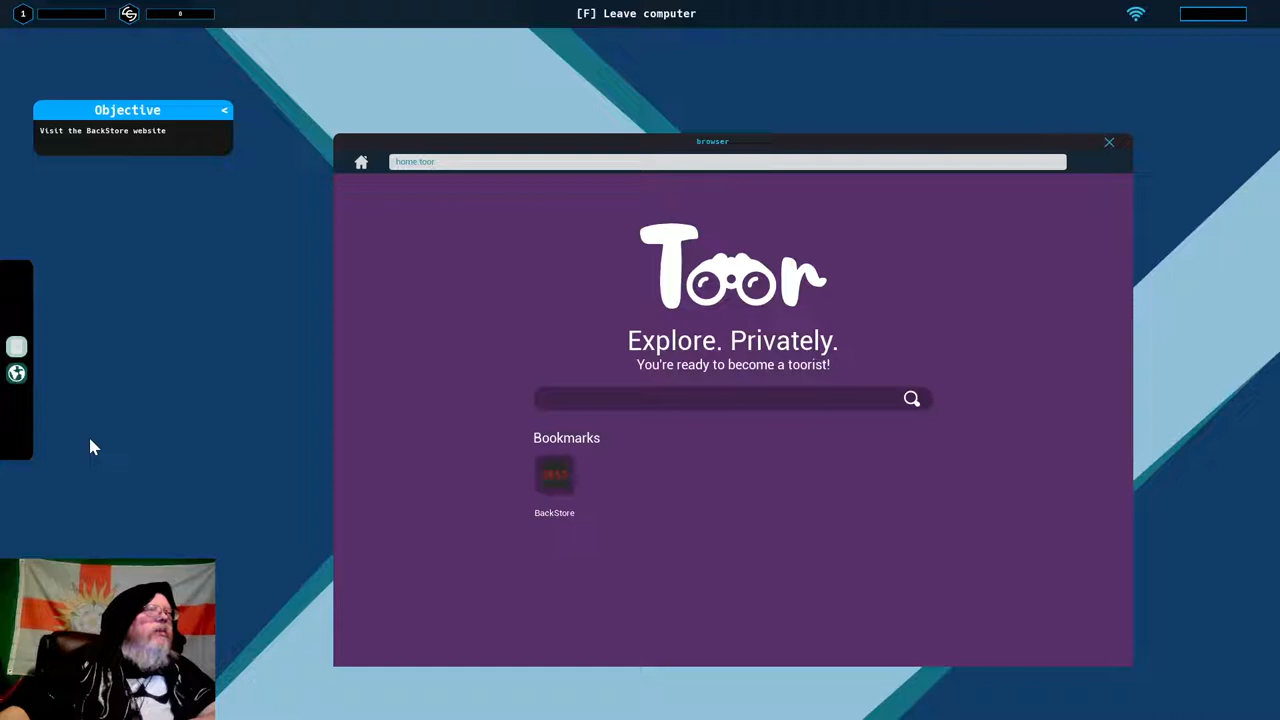 1
0
[F] Leave computer
Objective <
Visit the BackStore website
browser
home.toor
Toor
Explore. Privately.
You're ready to become a toorist!
Bookmarks
BackStore